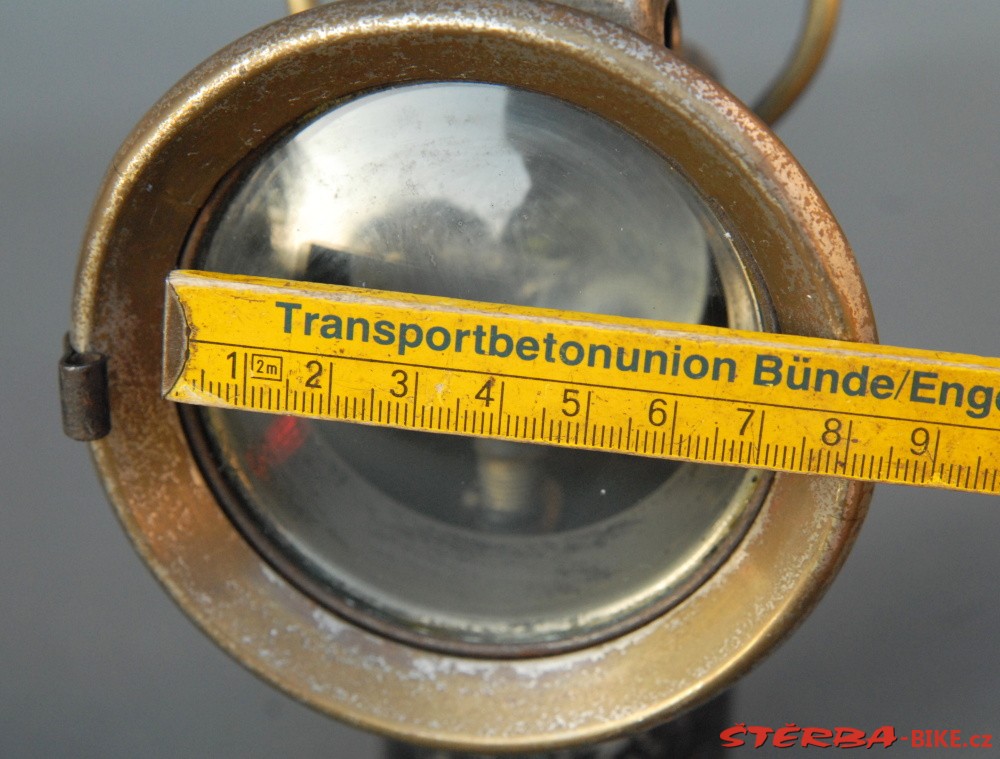 Transportbetonunion Bünde/Enge
1 2m 2 3 4 5 6 7 8 9
ŠTĚRBA-BIKE.cz